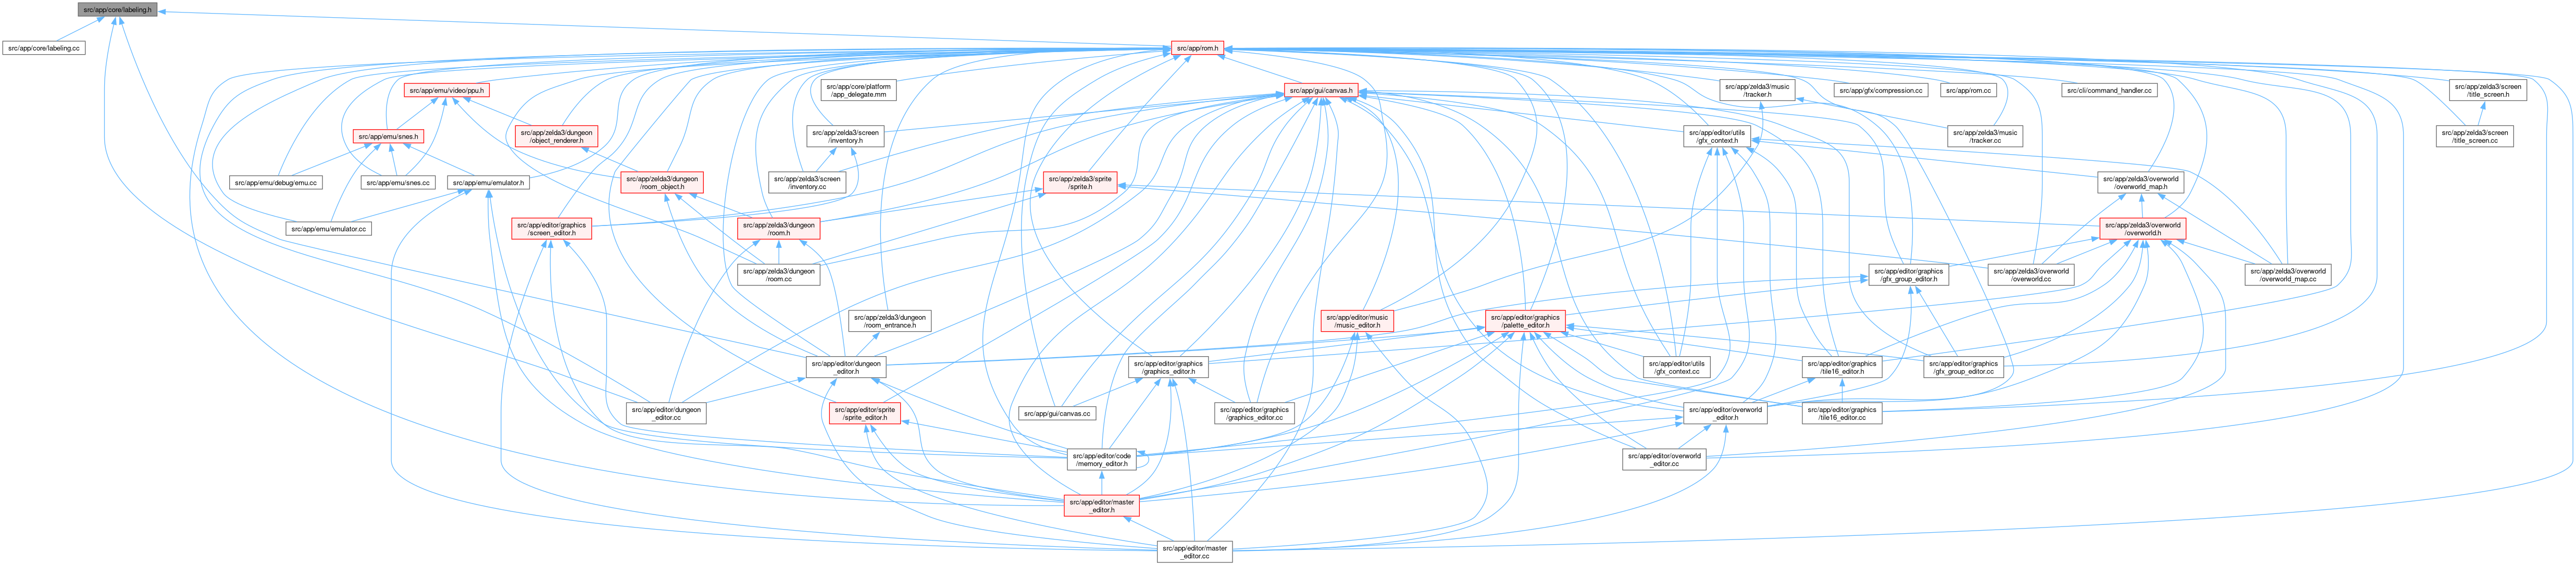 src/app/core/labeling.h
src/app/core/labeling.cc
src/app/rom.h
src/app/emu/video/ppu.h
src/app/core/platform
/app_delegate.mm
src/app/gui/canvas.h
src/app/zelda3/music
/tracker.h
src/app/gfx/compression.cc
src/app/rom.cc
src/cli/command_handler.cc
src/app/zelda3/screen
/title_screen.h
src/app/emu/snes.h
src/app/zelda3/dungeon
/object_renderer.h
src/app/zelda3/screen
/inventory.h
src/app/editor/utils
/gfx_context.h
src/app/zelda3/music
/tracker.cc
src/app/zelda3/screen
/title_screen.cc
src/app/emu/debug/emu.cc
src/app/emu/snes.cc
src/app/emu/emulator.h
src/app/zelda3/dungeon
/room_object.h
src/app/zelda3/screen
/inventory.cc
src/app/zelda3/sprite
/sprite.h
src/app/zelda3/overworld
/overworld_map.h
src/app/emu/emulator.cc
src/app/editor/graphics
/screen_editor.h
src/app/zelda3/dungeon
/room.h
src/app/zelda3/overworld
/overworld.h
src/app/zelda3/dungeon
/room.cc
src/app/editor/graphics
/gfx_group_editor.h
src/app/zelda3/overworld
/overworld.cc
src/app/zelda3/overworld
/overworld_map.cc
src/app/zelda3/dungeon
/room_entrance.h
src/app/editor/music
/music_editor.h
src/app/editor/graphics
/palette_editor.h
src/app/editor/dungeon
_editor.h
src/app/editor/graphics
/graphics_editor.h
src/app/editor/utils
/gfx_context.cc
src/app/editor/graphics
/tile16_editor.h
src/app/editor/graphics
/gfx_group_editor.cc
src/app/editor/dungeon
_editor.cc
src/app/editor/sprite
/sprite_editor.h
src/app/gui/canvas.cc
src/app/editor/graphics
/graphics_editor.cc
src/app/editor/overworld
_editor.h
src/app/editor/graphics
/tile16_editor.cc
src/app/editor/code
/memory_editor.h
src/app/editor/overworld
_editor.cc
src/app/editor/master
_editor.h
src/app/editor/master
_editor.cc